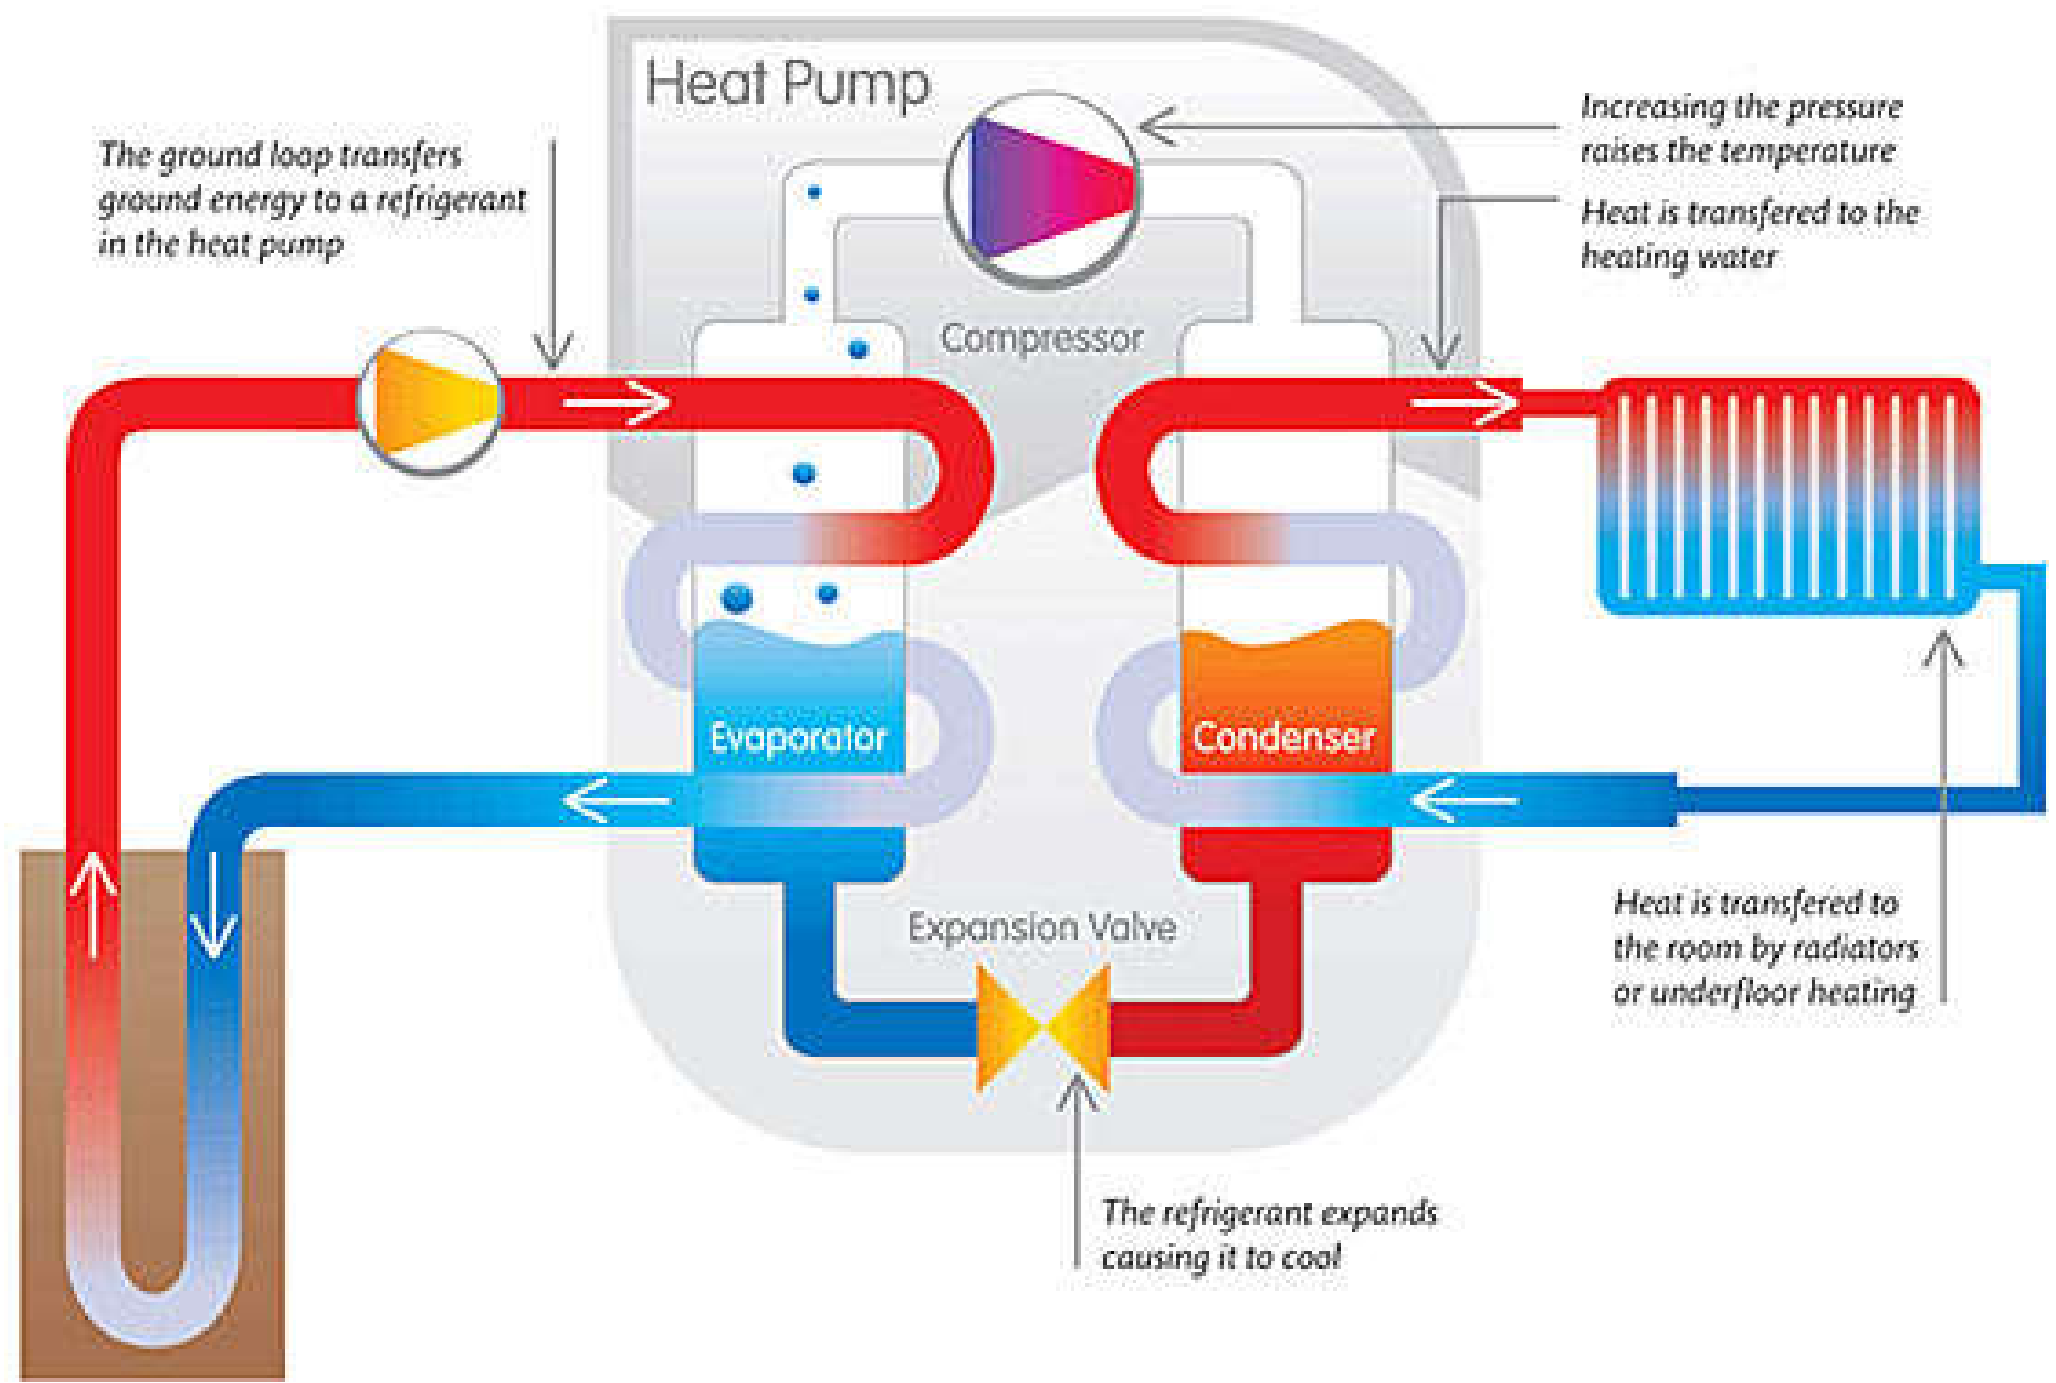 Heat Pump
The ground loop transfers
ground energy to a refrigerant
in the heat pump
Increasing the pressure
raises the temperature
Heat is transfered to the
heating water
Compressor
Evaporator
Condenser
Expansion Valve
Heat is transfered to
the room by radiators
or underfloor heating
The refrigerant expands
causing it to cool